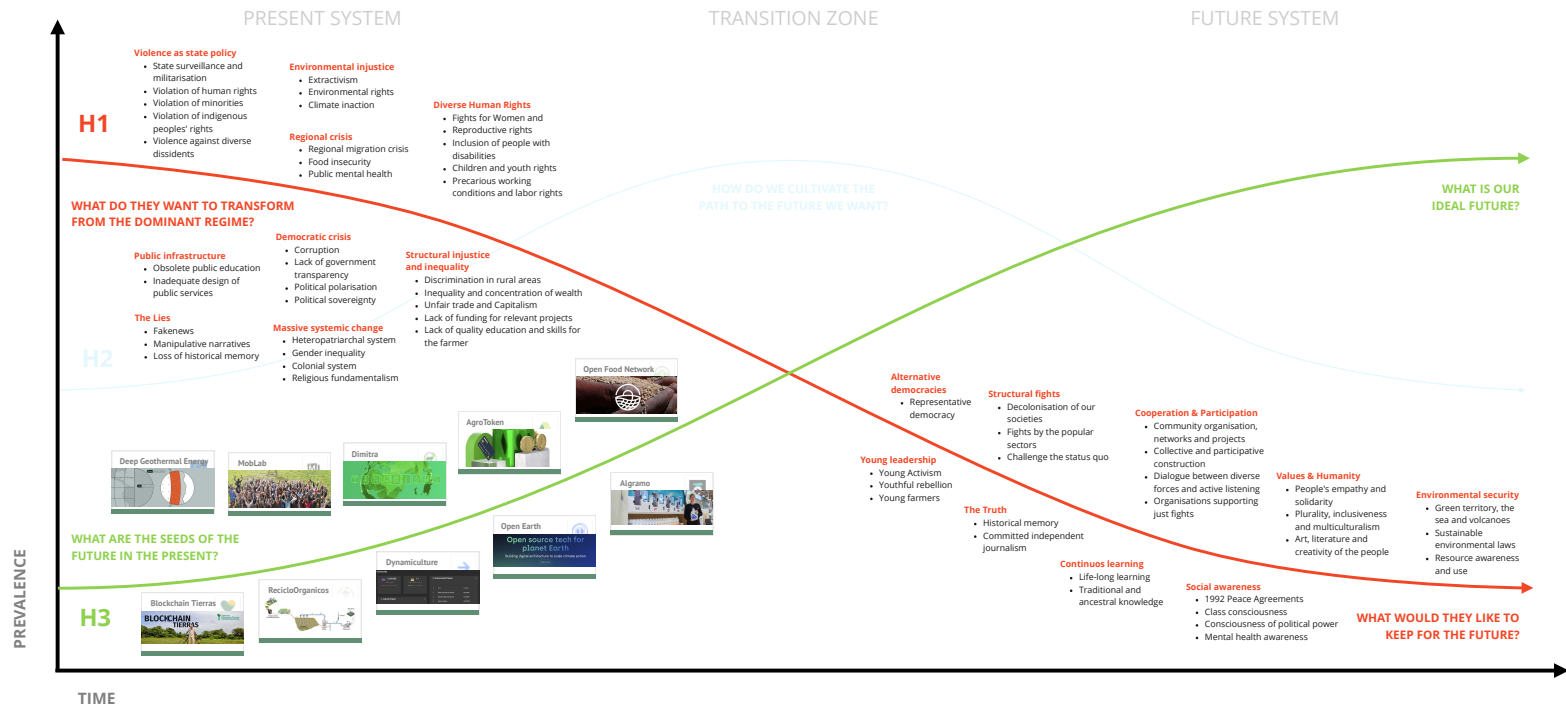 PRESENT SYSTEM
TRANSITION ZONE
FUTURE SYSTEM
H1
Violence as state policy
• State surveillance and
militarisation
• Violation of human rights
• Violation of minorities
• Violation of indigenous
peoples' rights
• Violence against diverse
dissidents
Environmental injustice
• Extractivism
• Environmental rights
• Climate inaction
Regional crisis
• Regional migration crisis
• Food insecurity
• Public mental health
Diverse Human Rights
• Fights for Women and
• Reproductive rights
• Inclusion of people with
disabilities
• Children and youth rights
• Precarious working
conditions and labor rights
WHAT DO THEY WANT TO TRANSFORM
FROM THE DOMINANT REGIME?
HOW DO WE CULTIVATE THE
PATH TO THE FUTURE WE WANT?
WHAT IS OUR
IDEAL FUTURE?
Public infrastructure
• Obsolete public education
• Inadequate design of
public services
The Lies
• Fakenews
• Manipulative narratives
• Loss of historical memory
Democratic crisis
• Corruption
• Lack of government
transparency
• Political polarisation
• Political sovereignty
Massive systemic change
• Heteropatriarchal system
• Gender inequality
• Colonial system
• Religious fundamentalism
Structural injustice
and inequality
• Discrimination in rural areas
• Inequality and concentration of wealth
• Unfair trade and Capitalism
• Lack of funding for relevant projects
• Lack of quality education and skills for
the farmer
H2
Open Food Network
AgroToken
Dimitra
MobLab
Deep Geothermal Energy
Algramo
Open Earth
Open source tech for
planet Earth
Building digital architecture to scale climate action
Dynamiculture
RecicloOrganicos
Blockchain Tierras
BLOCKCHAIN
TIERRAS
WHAT ARE THE SEEDS OF THE
FUTURE IN THE PRESENT?
H3
Alternative
democracies
• Representative
democracy
Structural fights
• Decolonisation of our
societies
• Fights by the popular
sectors
• Challenge the status quo
Young leadership
• Young Activism
• Youthful rebellion
• Young farmers
The Truth
• Historical memory
• Committed independent
journalism
Cooperation & Participation
• Community organisation,
networks and projects
• Collective and participative
construction
• Dialogue between diverse
forces and active listening
• Organisations supporting
just fights
Values & Humanity
• People's empathy and
solidarity
• Plurality, inclusiveness
and multiculturalism
• Art, literature and
creativity of the people
Environmental security
• Green territory, the
sea and volcanoes
• Sustainable
environmental laws
• Resource awareness
and use
Continuos learning
• Life-long learning
• Traditional and
ancestral knowledge
Social awareness
• 1992 Peace Agreements
• Class consciousness
• Consciousness of political power
• Mental health awareness
WHAT WOULD THEY LIKE TO
KEEP FOR THE FUTURE?
PREVALENCE
TIME